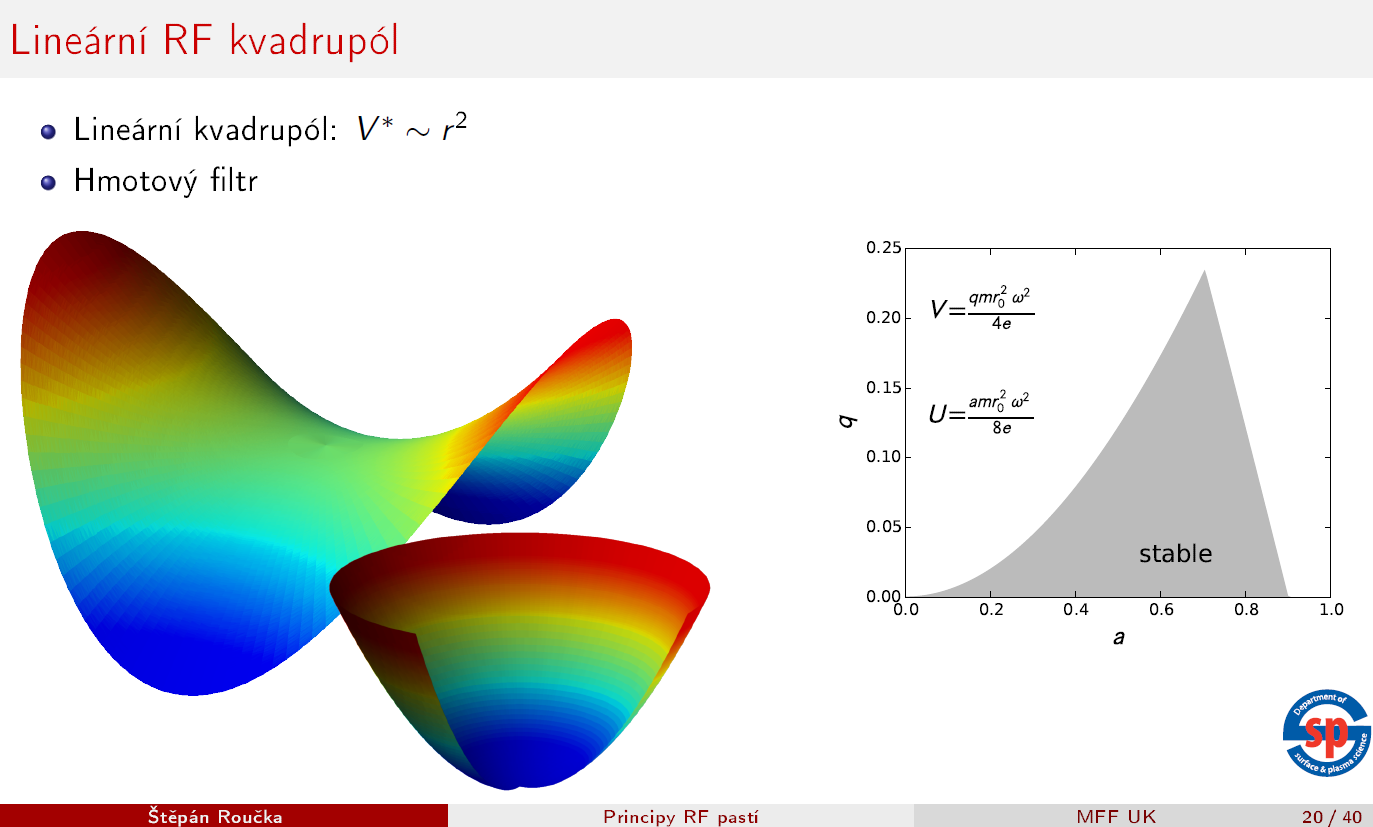 Lineární RF kvadrupól
Lineární kvadrupól: V* ∼ r²
Hmotový filtr
0.25
0.20
0.15
0.10
0.05
0.00
q
V=qmr₀² ω²/4e
U=amr₀² ω²/8e
stable
0.0 0.2 0.4 0.6 0.8 1.0
a
Department of
sp
surface & plasma science
Štěpán Roučka
Principy RF pastí
MFF UK
20 / 40